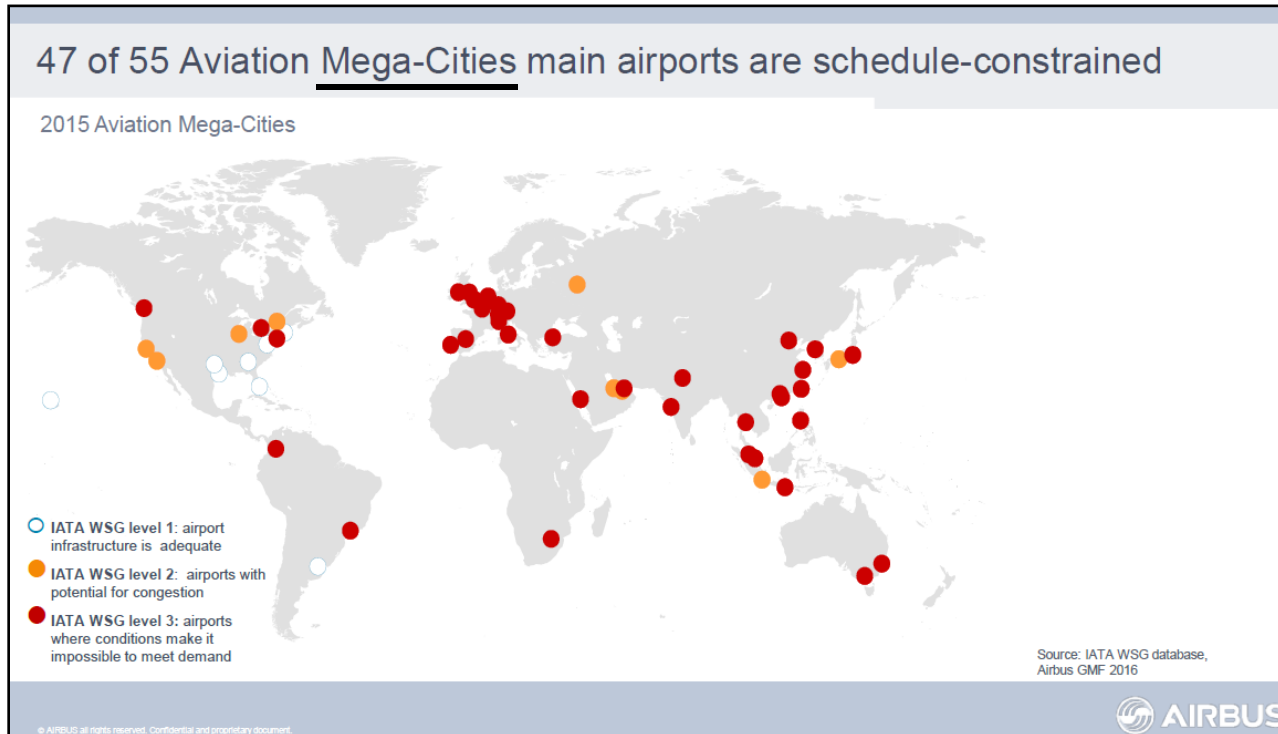 47 of 55 Aviation Mega-Cities main airports are schedule-constrained
2015 Aviation Mega-Cities
IATA WSG level 1: airport
infrastructure is adequate
IATA WSG level 2: airports with
potential for congestion
IATA WSG level 3: airports
where conditions make it
impossible to meet demand
Source: IATA WSG database,
Airbus GMF 2016
© AIRBUS all rights reserved. Confidential and proprietary document.
AIRBUS